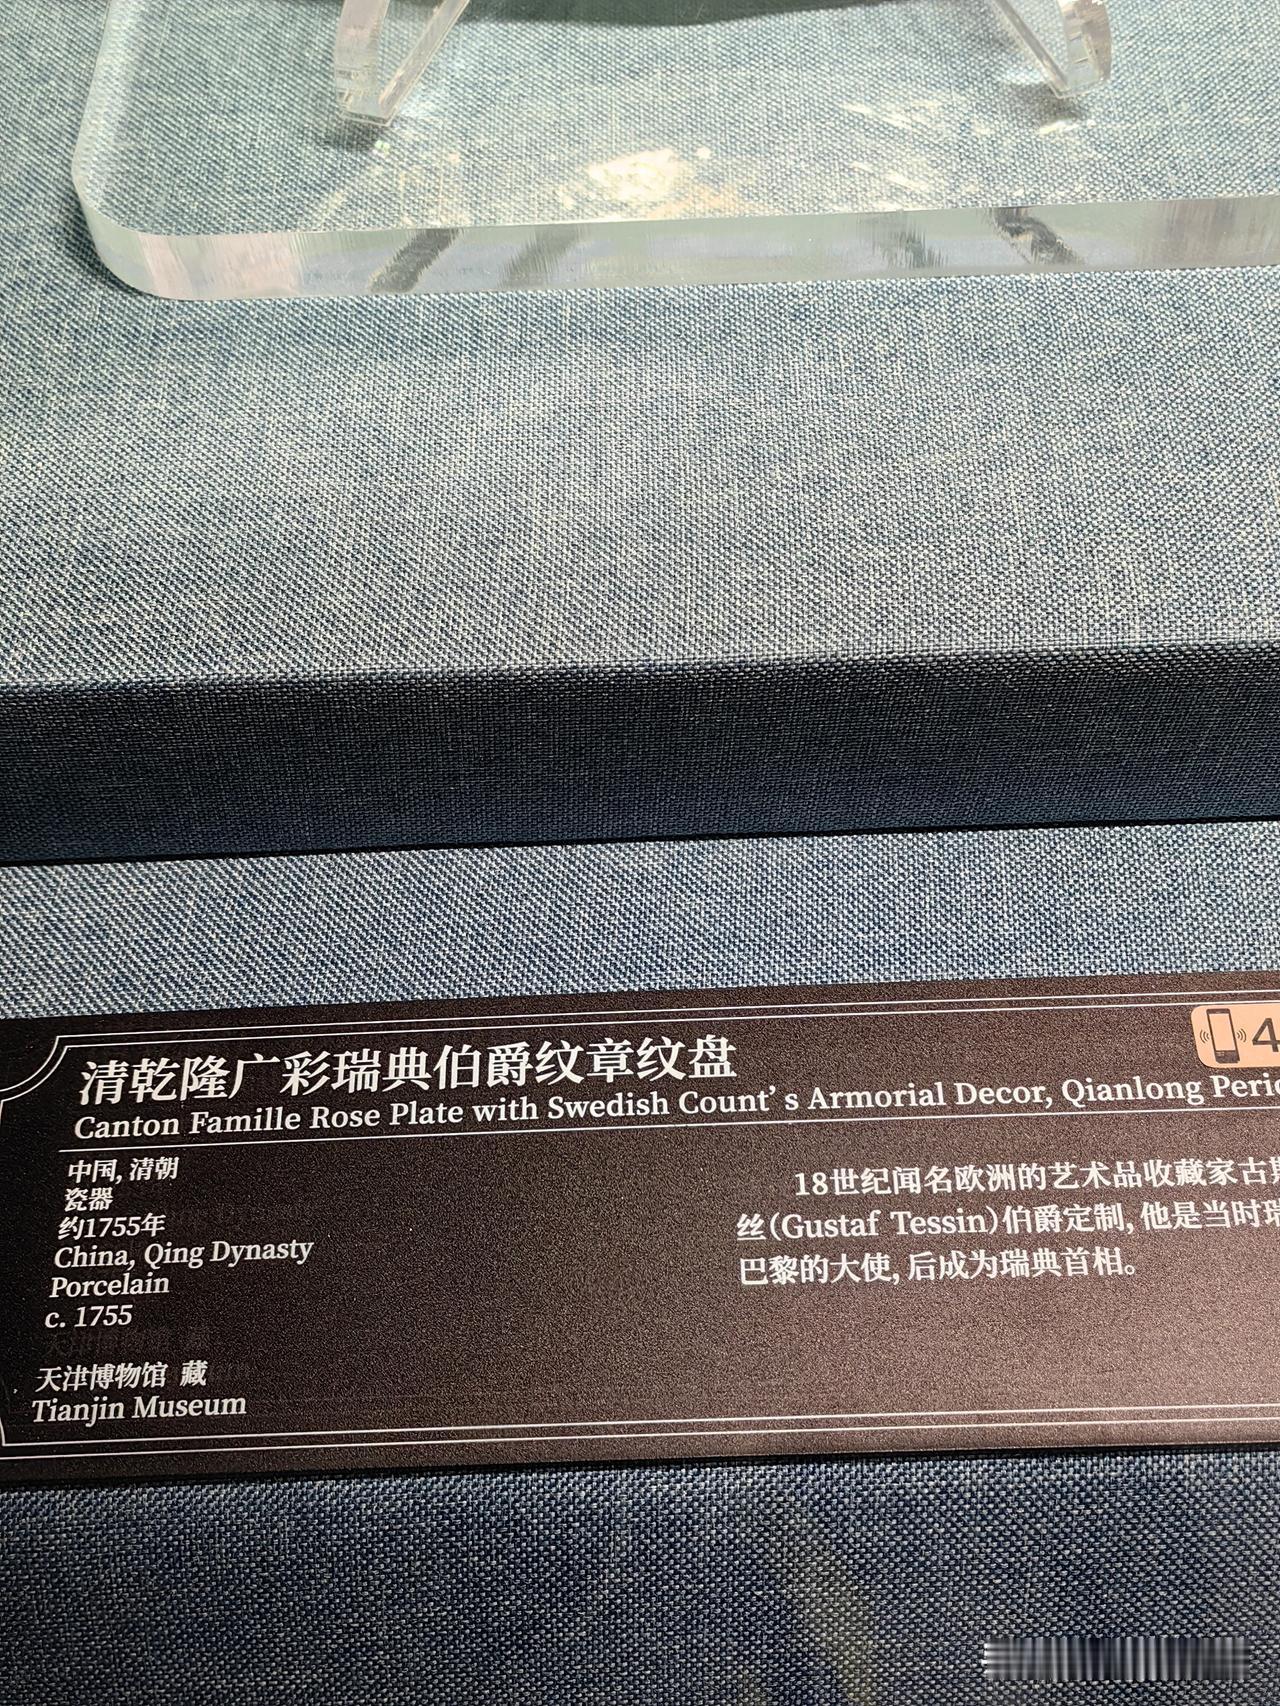 清乾隆广彩瑞典伯爵纹章纹盘
4
Canton Famille Rose Plate with Swedish Count's Armorial Decor, Qianlong
中国, 清朝
瓷器
约1755年
China, Qing Dynasty
Porcelain
c. 1755
天津博物馆 藏
Tianjin Museum
18世纪闻名欧洲的艺术品收藏家古
丝(Gustaf Tessin)伯爵定制, 他是当时
巴黎的大使, 后成为瑞典首相。